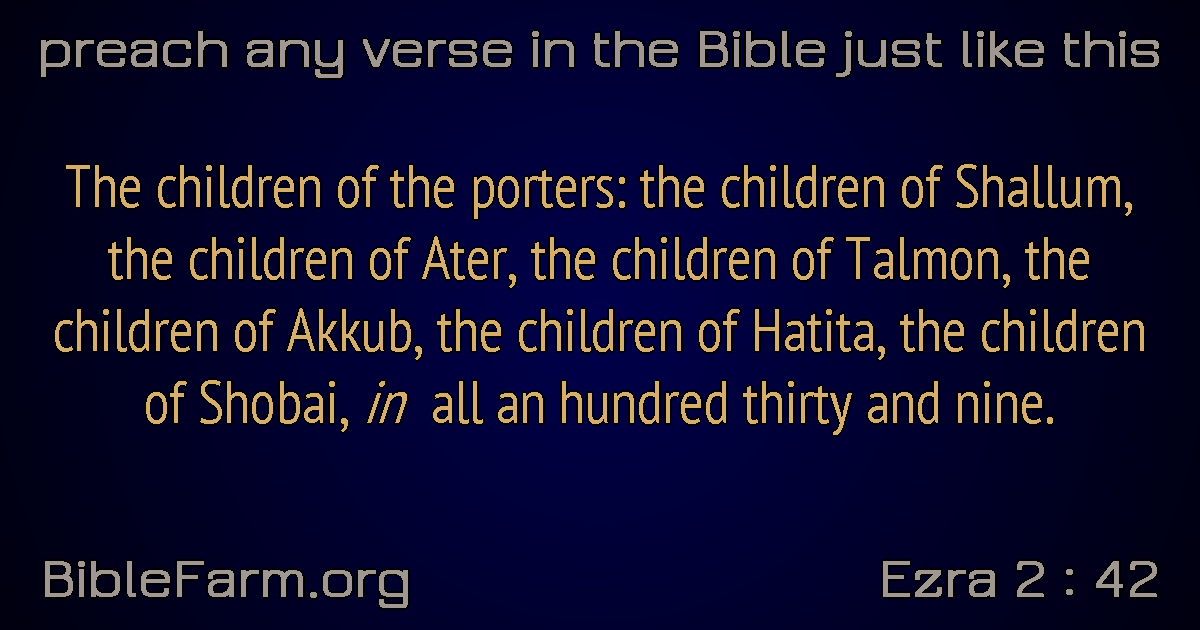 preach any verse in the Bible just like this
The children of the porters: the children of Shallum,
the children of Ater, the children of Talmon, the
children of Akkub, the children of Hatita, the children
of Shobai, in all an hundred thirty and nine.
BibleFarm.org
Ezra 2 : 42